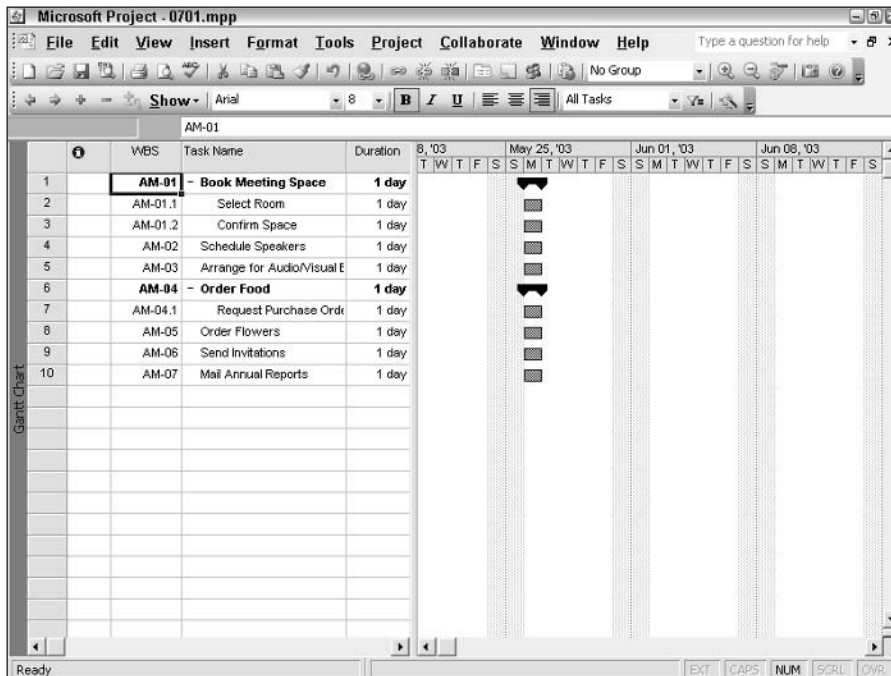 Microsoft Project - 0701.mpp
File Edit View Insert Format Tools Project Collaborate Window Help Type a question for help
No Group
Show Arial 8 B I U All Tasks
AM-01
WBS Task Name Duration 8, '03 May 25, '03 Jun 01, '03 Jun 08, '03
T W T F S S M T W T F S S M T W T F S S M T W T F S
1 AM-01 - Book Meeting Space 1 day
2 AM-01.1 Select Room 1 day
3 AM-01.2 Confirm Space 1 day
4 AM-02 Schedule Speakers 1 day
5 AM-03 Arrange for Audio/Visual E 1 day
6 AM-04 - Order Food 1 day
7 AM-04.1 Request Purchase Orde 1 day
8 AM-05 Order Flowers 1 day
9 AM-06 Send Invitations 1 day
10 AM-07 Mail Annual Reports 1 day
Gantt Chart
Ready EXT CAPS NUM SCRL OVR